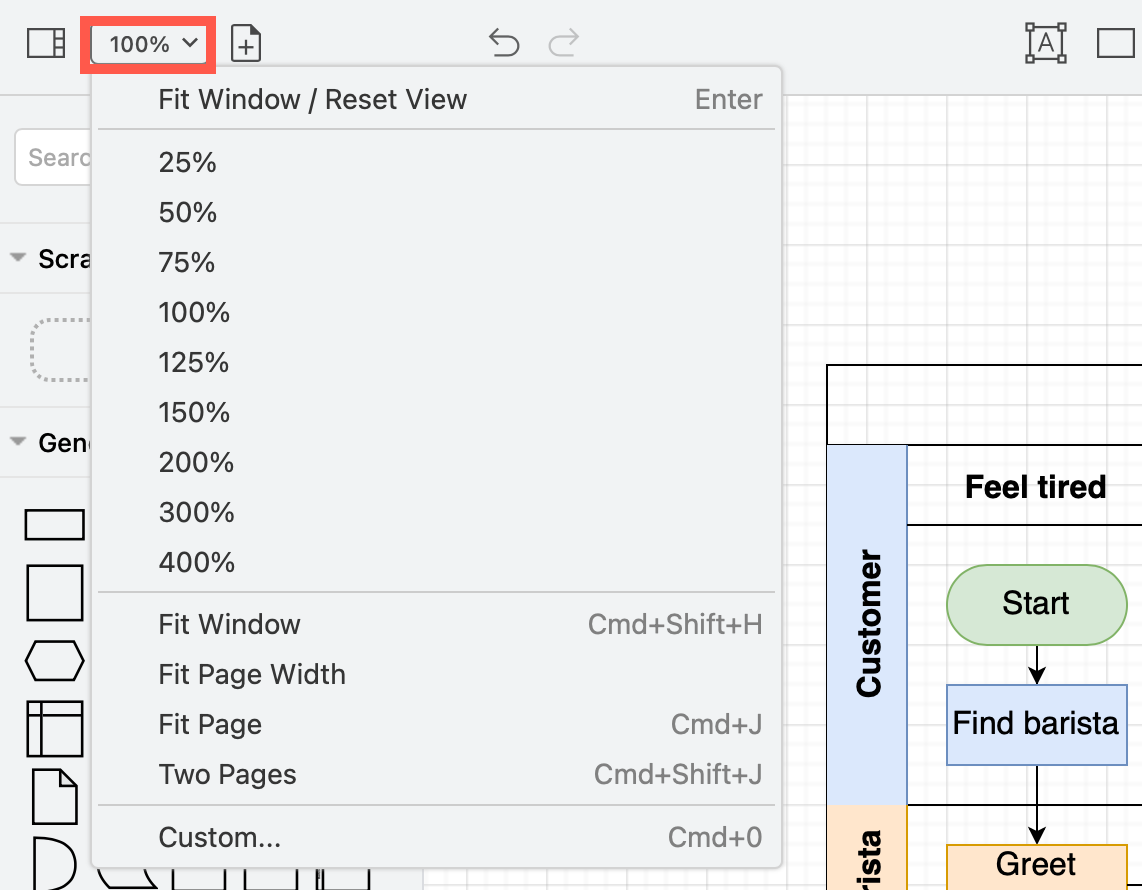 100%
A
Fit Window / Reset View Enter
Searc
25%
50%
75%
Scra
100%
125%
150%
Gen
200%
300%
400%
Fit Window Cmd+Shift+H
Fit Page Width
Fit Page Cmd+J
Two Pages Cmd+Shift+J
Custom... Cmd+0
Feel tired
Customer
Start
Find barista
rista
Greet